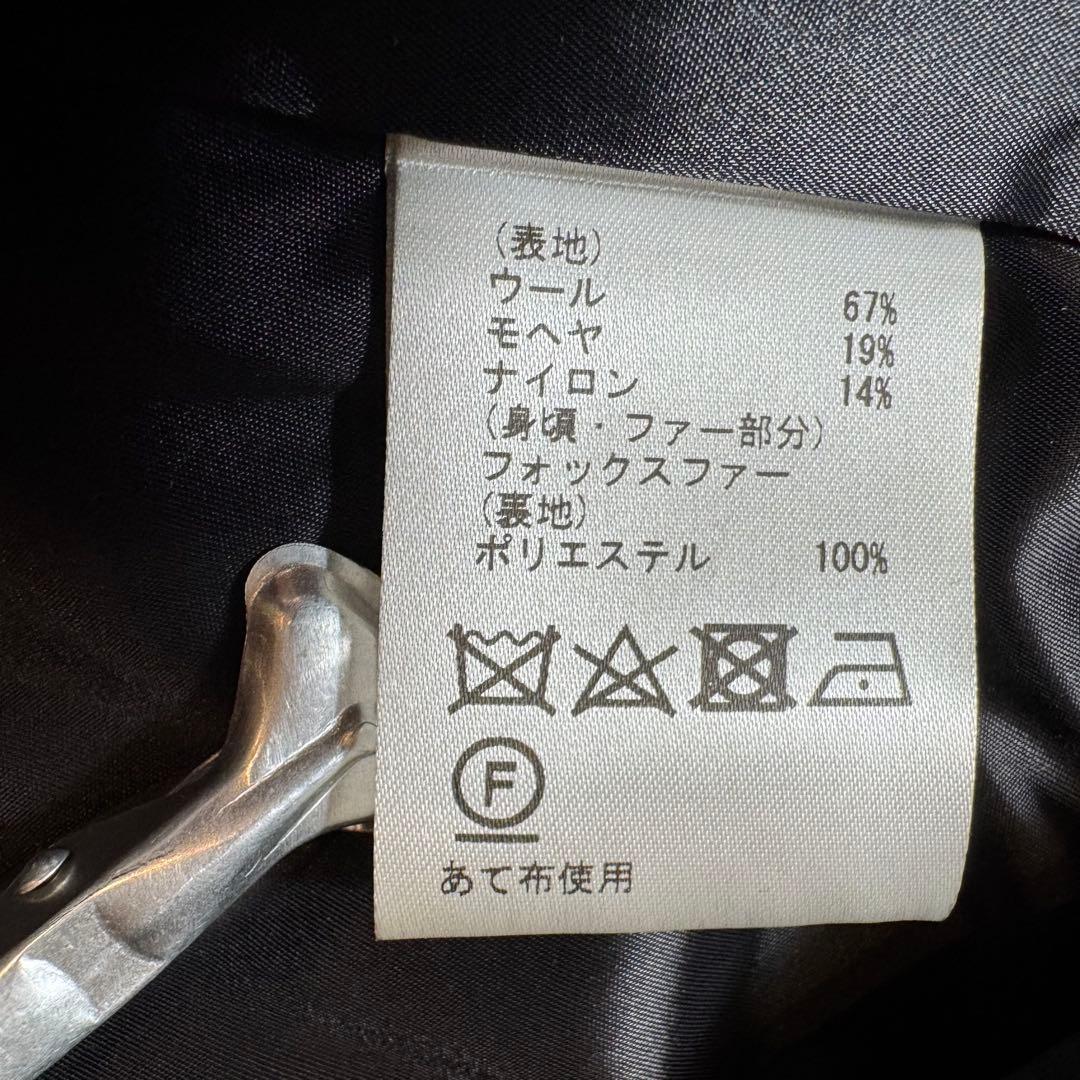 (表地)
ウール 67%
モヘヤ 19%
ナイロン 14%
(身頃・ファー部分)
フォックスファー
(裏地)
ポリエステル 100%
F
あて布使用